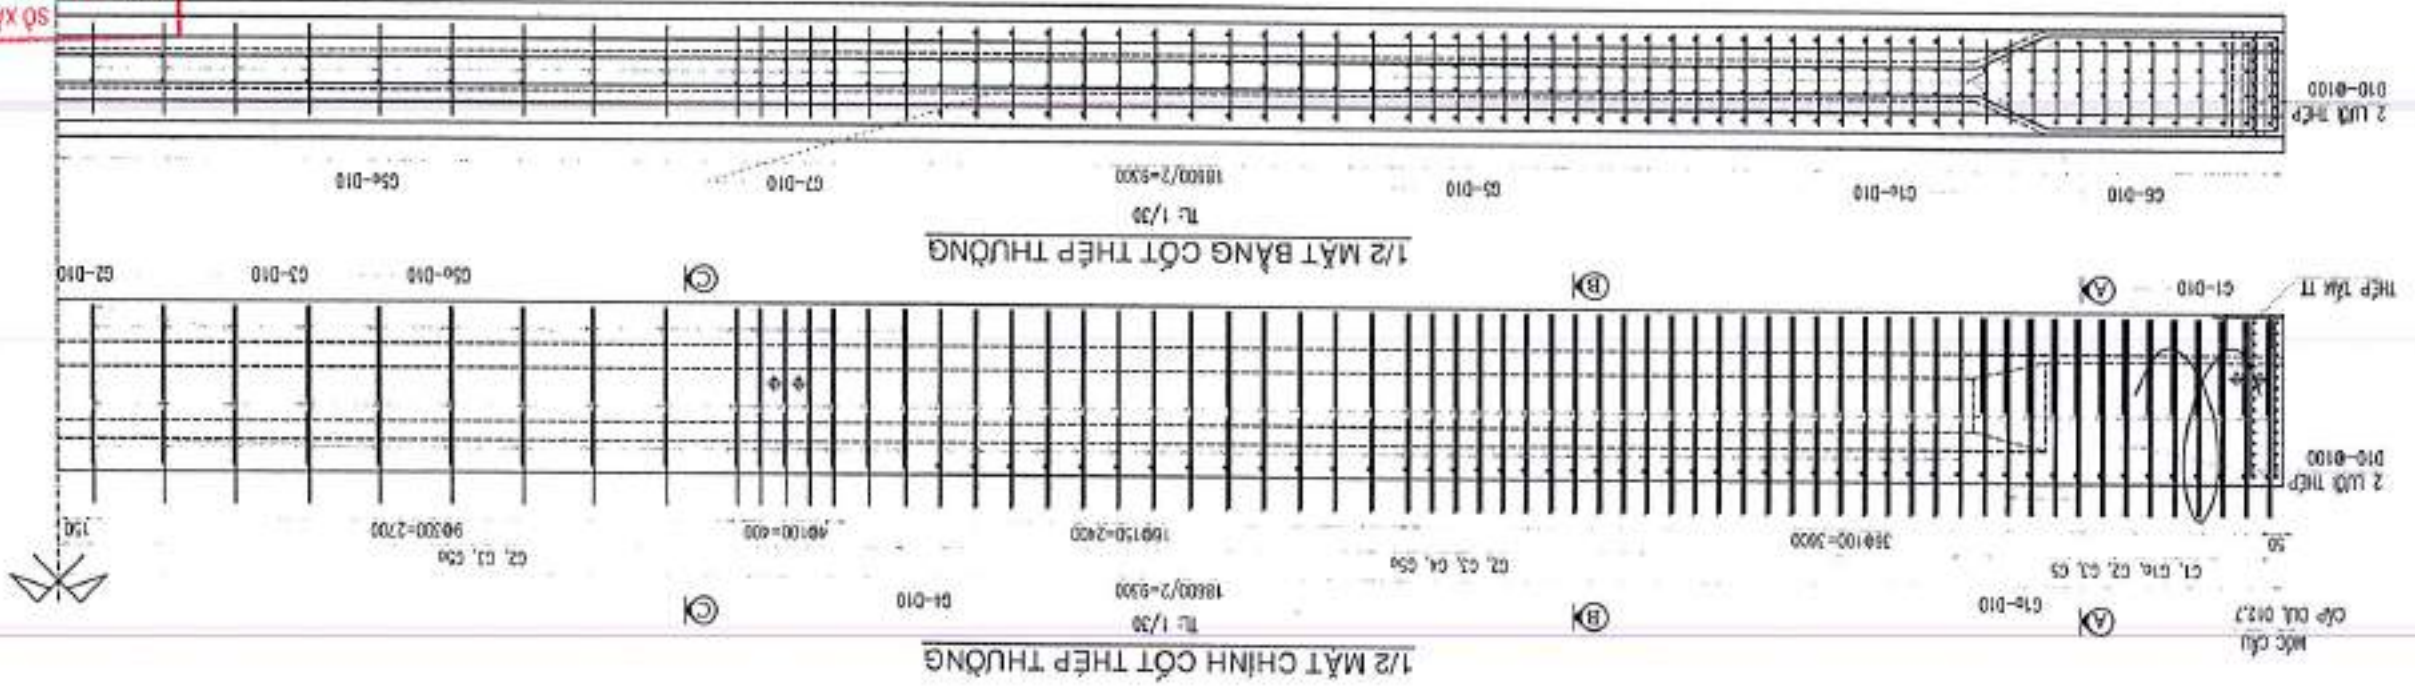 1/2 MẶT CHÍNH CỐT THÉP THƯỜNG
TL: 1/30
MÓC CẨU
CÁP DUL D12.7
A
G1a-D10
B
18600/2=9300
G4-D10
C
G1, G1a, G2, G3, G5
G2, G3, G4, G5a
G2, G3, G5a
50
36@100=3600
16@150=2400
4@100=400
9@300=2700
150
2 LƯỚI THÉP
D10-@100
THÉP TẤM TT
G1-D10
A
B
C
G5a-D10
G3-D10
G2-D10
1/2 MẶT BẰNG CỐT THÉP THƯỜNG
TL: 1/30
G6-D10
G1a-D10
G5-D10
18600/2=9300
G7-D10
G5a-D10
2 LƯỚI THÉP
D10-@100